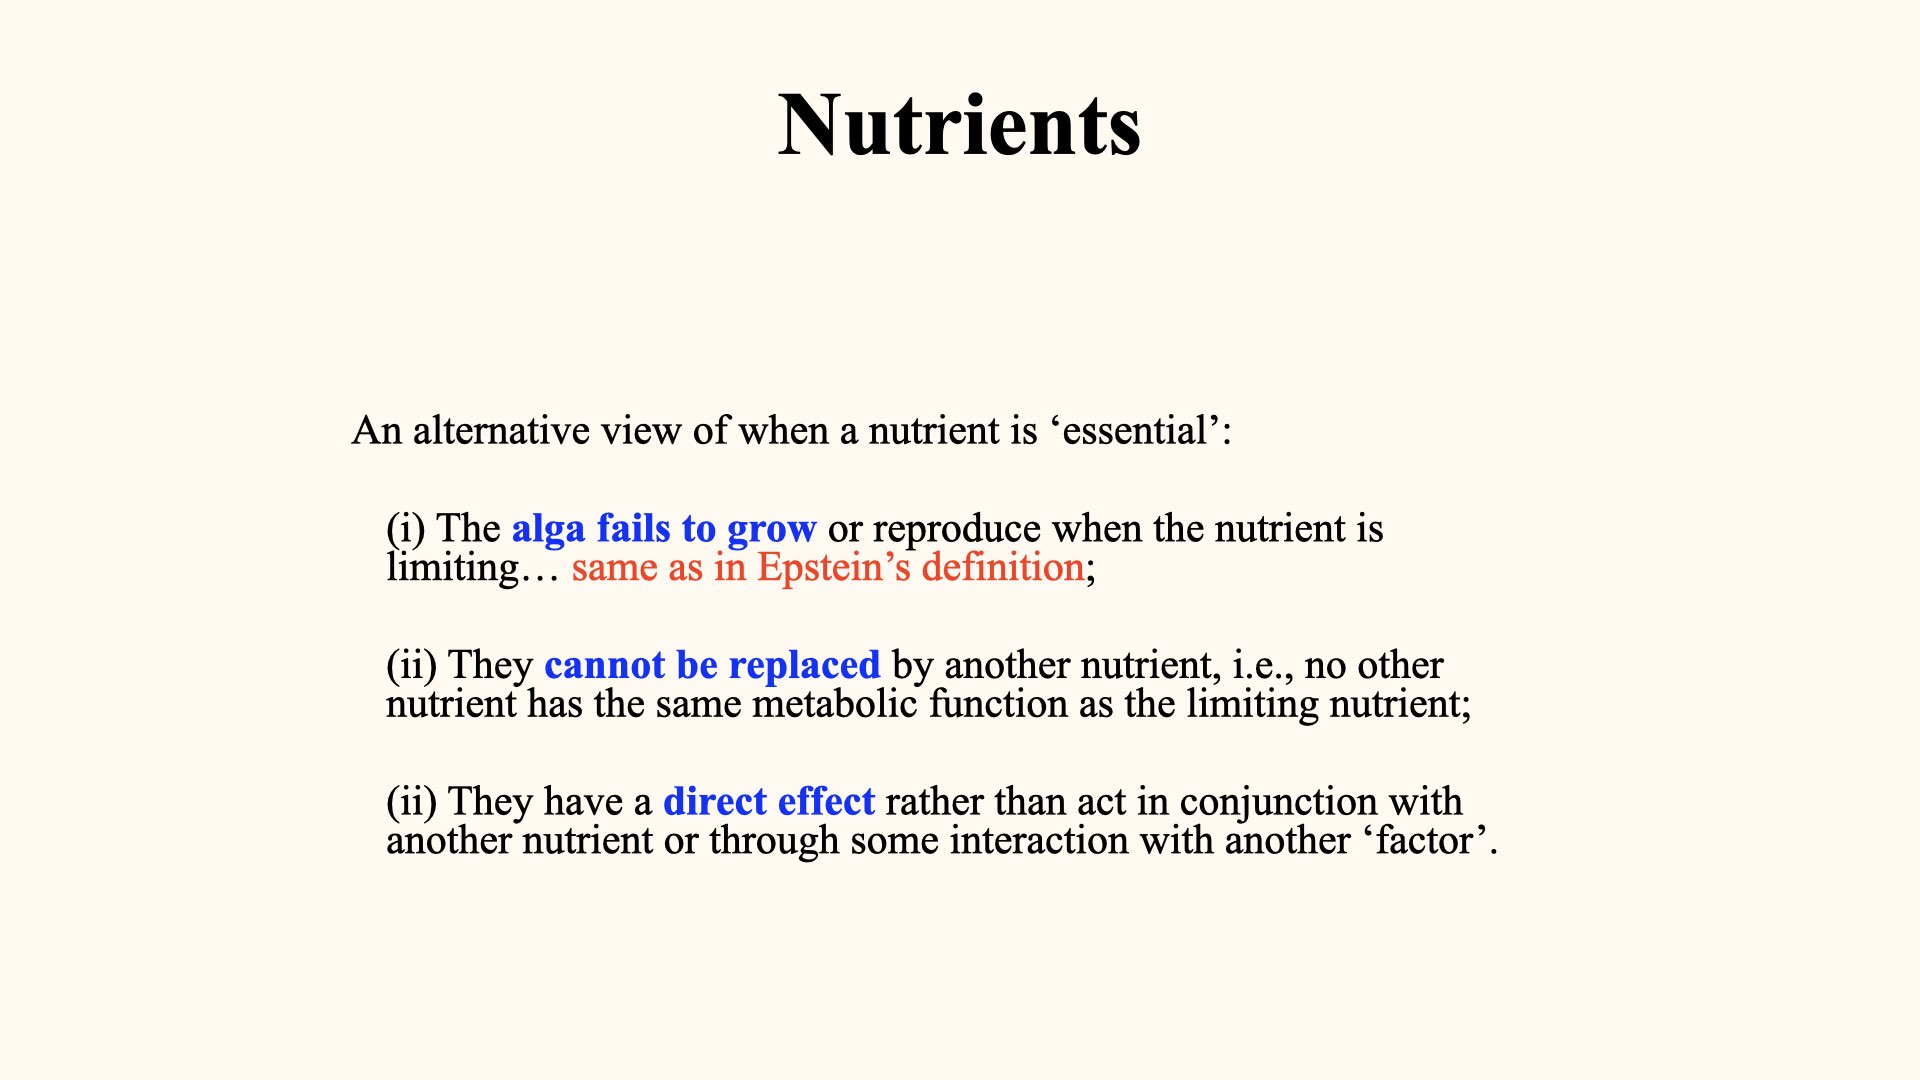 Nutrients
An alternative view of when a nutrient is ‘essential’:
(i) The alga fails to grow or reproduce when the nutrient is
limiting… same as in Epstein’s definition;
(ii) They cannot be replaced by another nutrient, i.e., no other
nutrient has the same metabolic function as the limiting nutrient;
(ii) They have a direct effect rather than act in conjunction with
another nutrient or through some interaction with another ‘factor’.